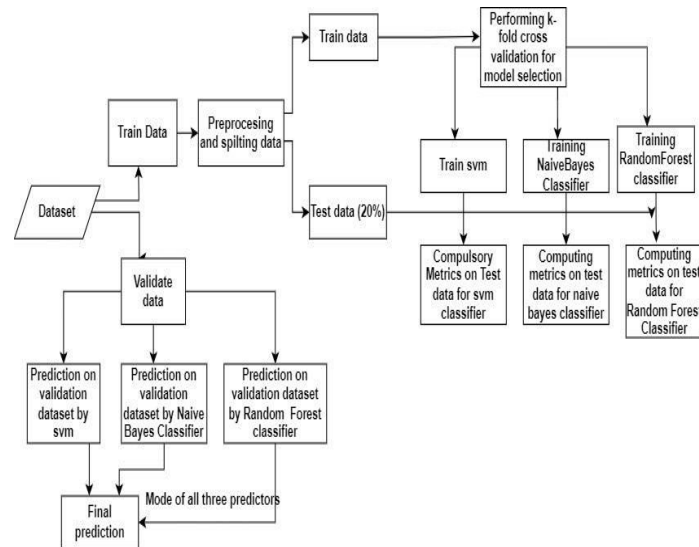 Train data
Performing k-
fold cross
validation for
model selection
Train Data
Preprocesing
and spilting data
Train svm
Training
NaiveBayes
Classifier
Training
RandomForest
classifier
Dataset
Test data (20%)
Compulsory
Metrics on Test
data for svm
classifier
Computing
metrics on test
data for naive
bayes classifier
Computing
metrics on test
data for
Random Forest
Classifier
Validate
data
Prediction on
validation
dataset by
svm
Prediction on
validation
dataset by Naive
Bayes Classifier
Prediction on
validation dataset
by Random Forest
classifier
Mode of all three predictors
Final
prediction